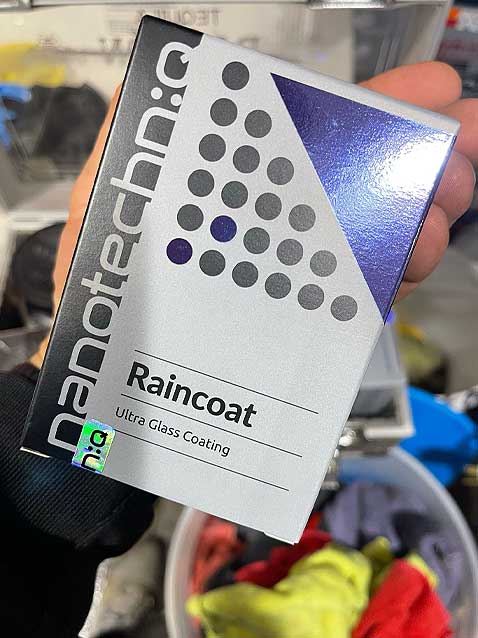 nanotechn:Q
Raincoat
Ultra Glass Coating
n:Q